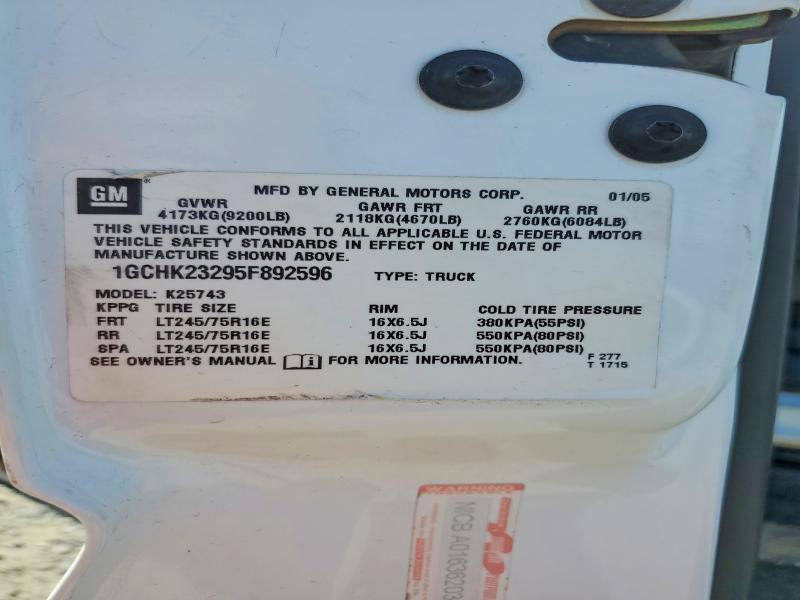 GM
MFD BY GENERAL MOTORS CORP. 01/05
GVWR GAWR FRT GAWR RR
4173KG(9200LB) 2118KG(4670LB) 2760KG(6084LB)
THIS VEHICLE CONFORMS TO ALL APPLICABLE U.S. FEDERAL MOTOR
VEHICLE SAFETY STANDARDS IN EFFECT ON THE DATE OF
MANUFACTURE SHOWN ABOVE.
1GCHK23295F892596 TYPE: TRUCK
MODEL: K25743
KPPG TIRE SIZE RIM COLD TIRE PRESSURE
FRT LT245/75R16E 16X6.5J 380KPA(55PSI)
RR LT245/75R16E 16X6.5J 550KPA(80PSI)
SPA LT245/75R16E 16X6.5J 550KPA(80PSI)
SEE OWNER'S MANUAL FOR MORE INFORMATION.
F 277
T 1715
WARNING
NICB A01636203